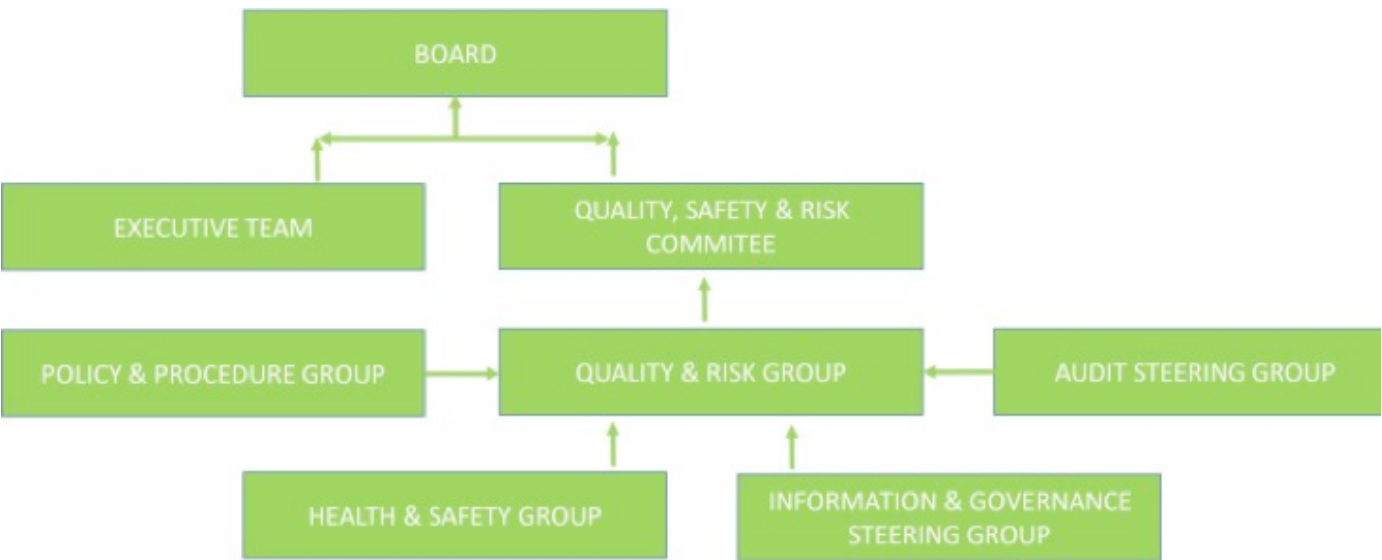 BOARD
EXECUTIVE TEAM
QUALITY, SAFETY & RISK
COMMITEE
POLICY & PROCEDURE GROUP
QUALITY & RISK GROUP
AUDIT STEERING GROUP
HEALTH & SAFETY GROUP
INFORMATION & GOVERNANCE
STEERING GROUP